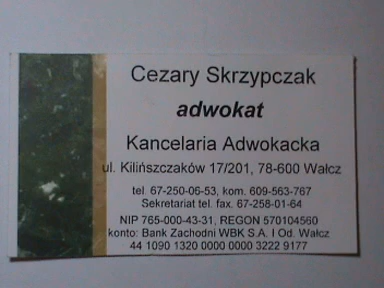 Cezary Skrzypczak
adwokat
Kancelaria Adwokacka
ul. Kilińszczaków 17/201, 78-600 Wałcz
tel. 67-250-06-53, kom. 609-563-767
Sekretariat tel. fax. 67-258-01-64
NIP 765-000-43-31, REGON 570104560
konto: Bank Zachodni WBK S.A. I Od. Wałcz
44 1090 1320 0000 0000 3222 9177